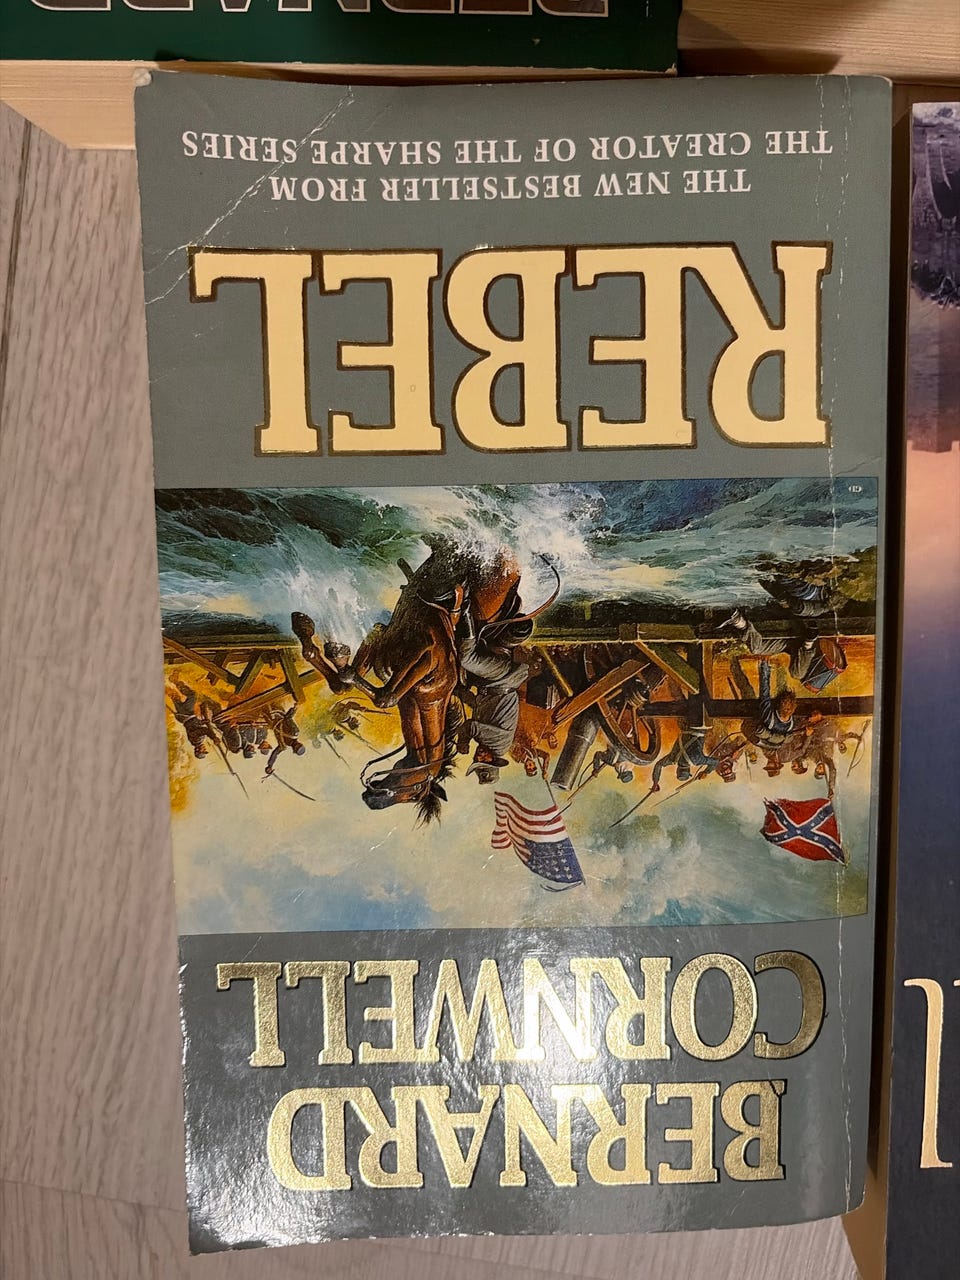 BERNARD
CORNWELL
REBEL
THE NEW BESTSELLER FROM
THE CREATOR OF THE SHARPE SERIES